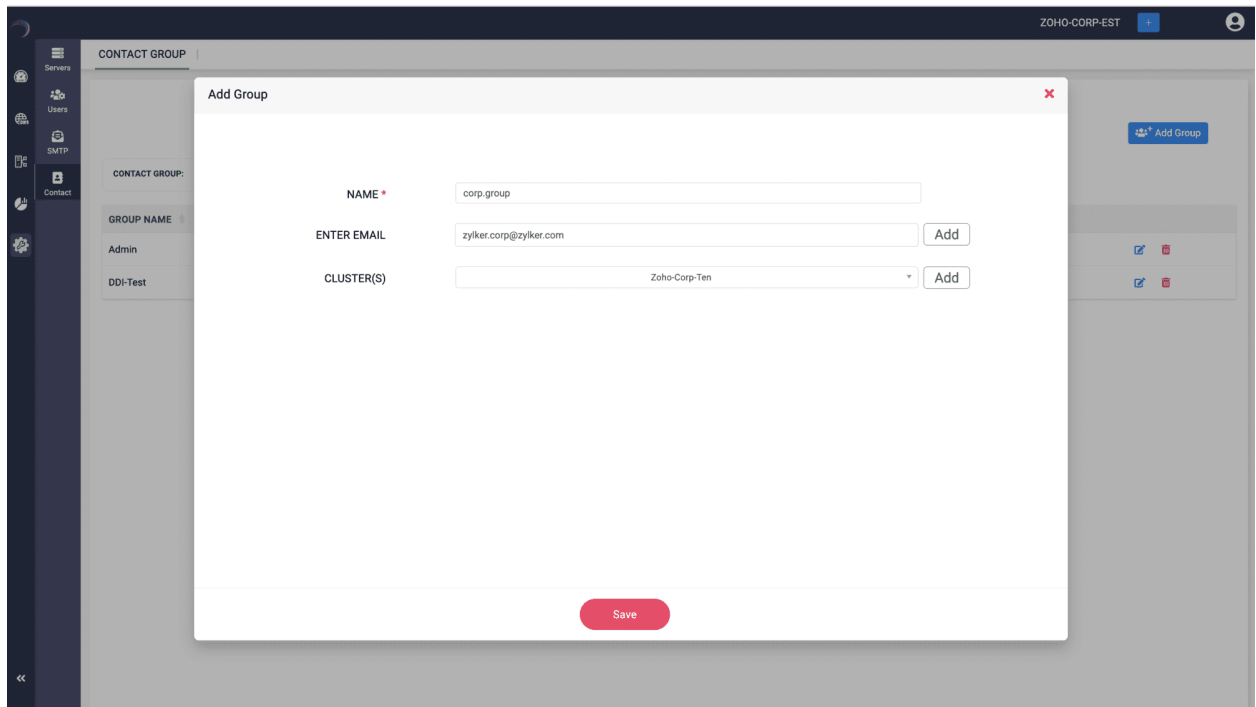 ZOHO-CORP-EST +
Servers
Users
SMTP
Contact
CONTACT GROUP
Add Group
Add Group
CONTACT GROUP:
NAME * corp.group
GROUP NAME
ENTER EMAIL zylker.corp@zylker.com Add
Admin
CLUSTER(S) Zoho-Corp-Ten Add
DDI-Test
Save